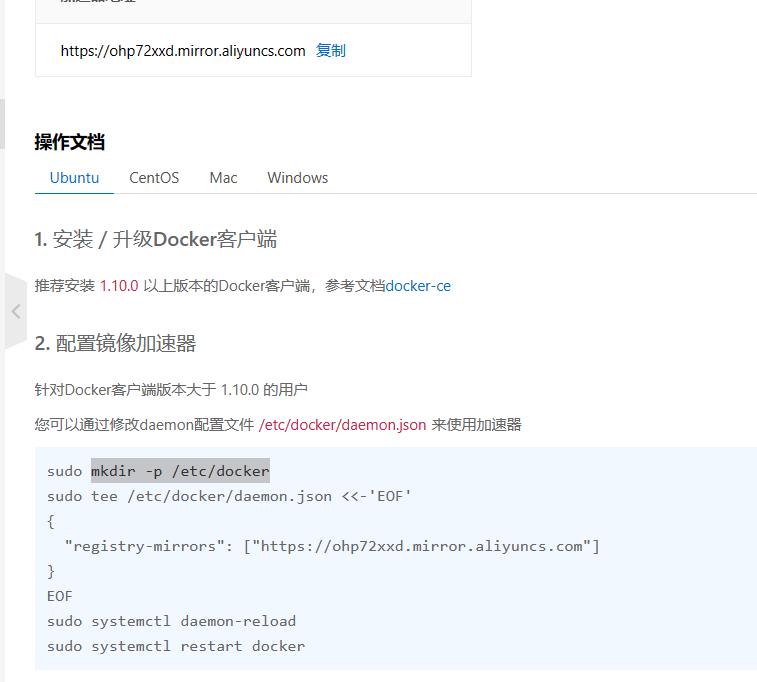 https://ohp72xxd.mirror.aliyuncs.com 复制
操作文档
Ubuntu CentOS Mac Windows
1. 安装 / 升级Docker客户端
推荐安装 1.10.0 以上版本的Docker客户端，参考文档docker-ce
2. 配置镜像加速器
针对Docker客户端版本大于 1.10.0 的用户
您可以通过修改daemon配置文件 /etc/docker/daemon.json 来使用加速器
sudo mkdir -p /etc/docker
sudo tee /etc/docker/daemon.json <<-'EOF'
{
  "registry-mirrors": ["https://ohp72xxd.mirror.aliyuncs.com"]
}
EOF
sudo systemctl daemon-reload
sudo systemctl restart docker